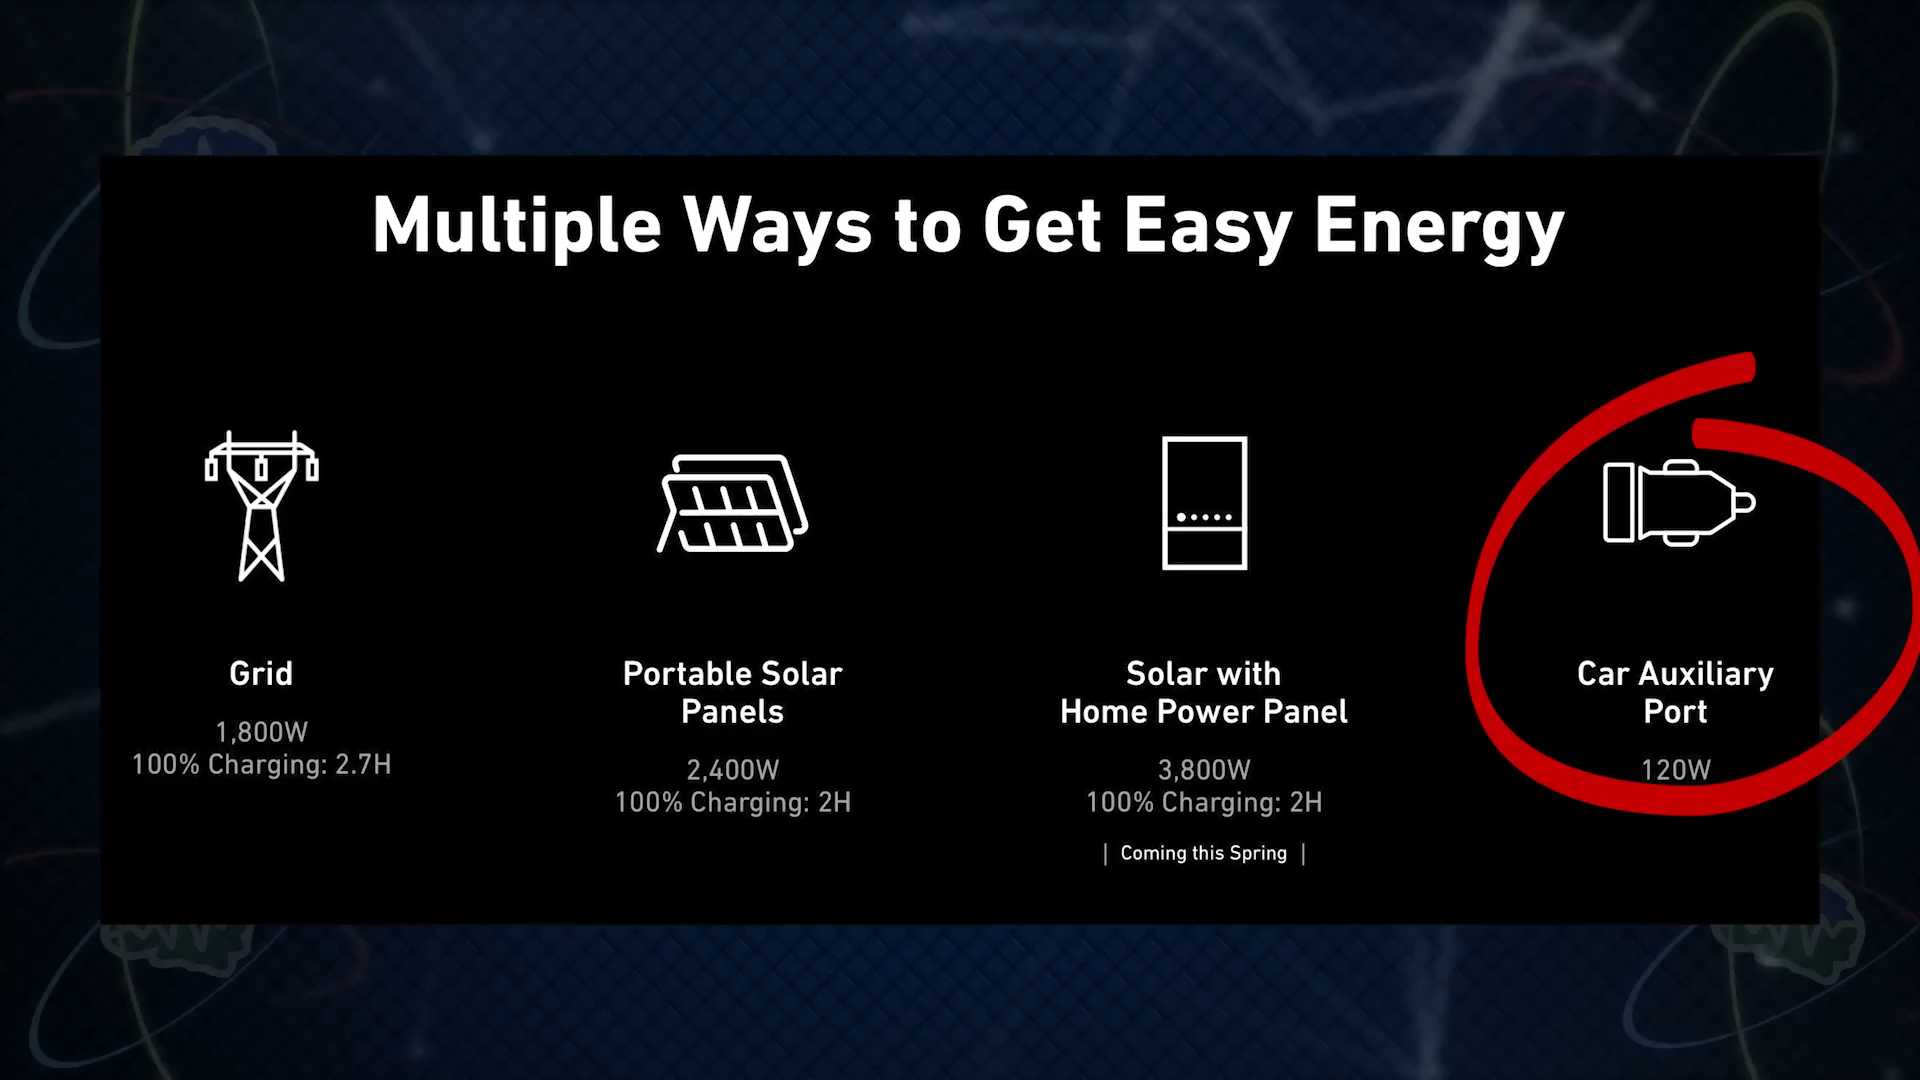 Multiple Ways to Get Easy Energy
Grid
1,800W
100% Charging: 2.7H
Portable Solar
Panels
2,400W
100% Charging: 2H
Solar with
Home Power Panel
3,800W
100% Charging: 2H
| Coming this Spring |
Car Auxiliary
Port
120W